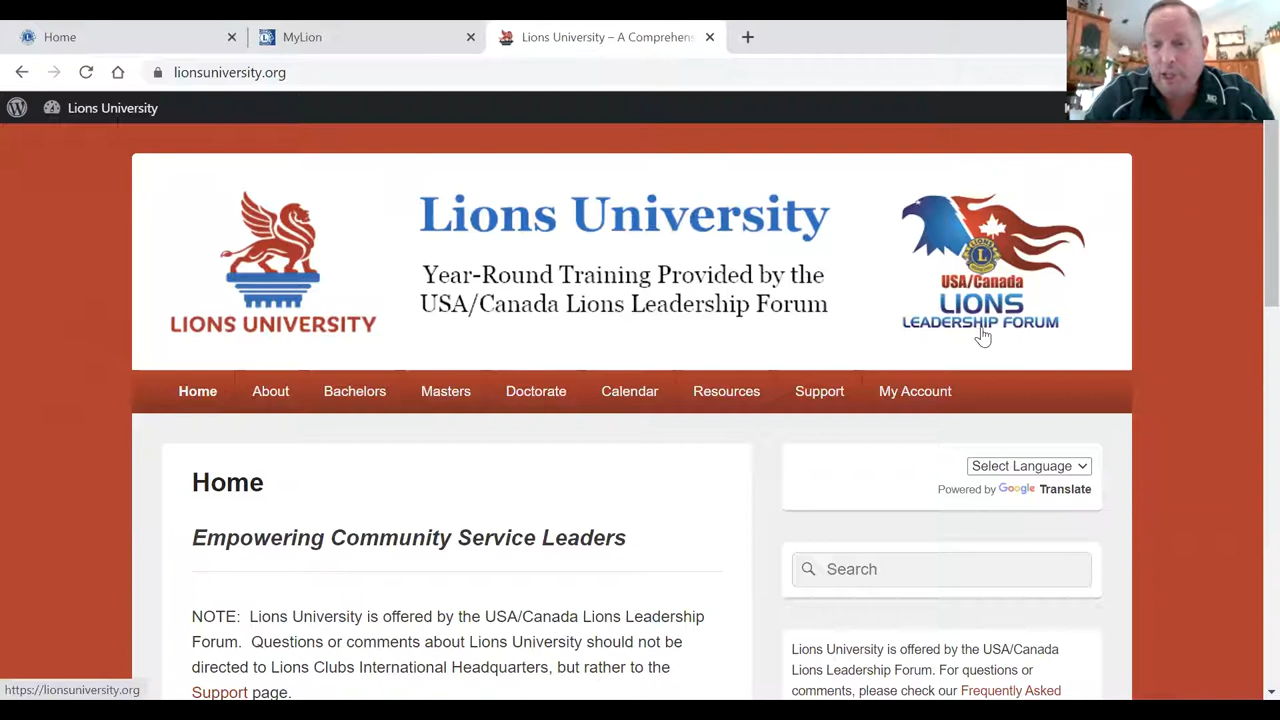 Home
MyLion
Lions University – A Comprehen
lionsuniversity.org
Lions University
Lions University
Year-Round Training Provided by the
USA/Canada Lions Leadership Forum
LIONS UNIVERSITY
L
USA/Canada
LIONS
LEADERSHIP FORUM
Home About Bachelors Masters Doctorate Calendar Resources Support My Account
Home
Empowering Community Service Leaders
NOTE: Lions University is offered by the USA/Canada Lions Leadership
Forum. Questions or comments about Lions University should not be
directed to Lions Clubs International Headquarters, but rather to the
Support page.
Select Language
Powered by Google Translate
Search
Lions University is offered by the USA/Canada
Lions Leadership Forum. For questions or
comments, please check our Frequently Asked
https://lionsuniversity.org